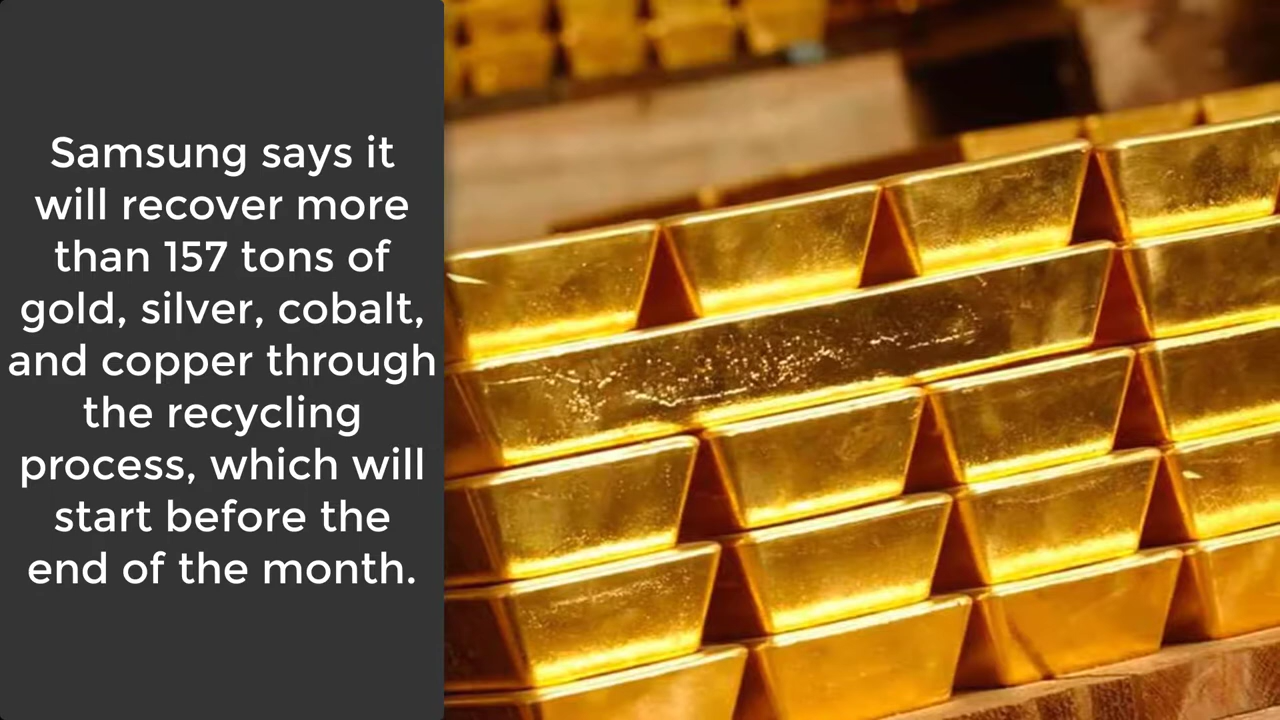 Samsung says it
will recover more
than 157 tons of
gold, silver, cobalt,
and copper through
the recycling
process, which will
start before the
end of the month.